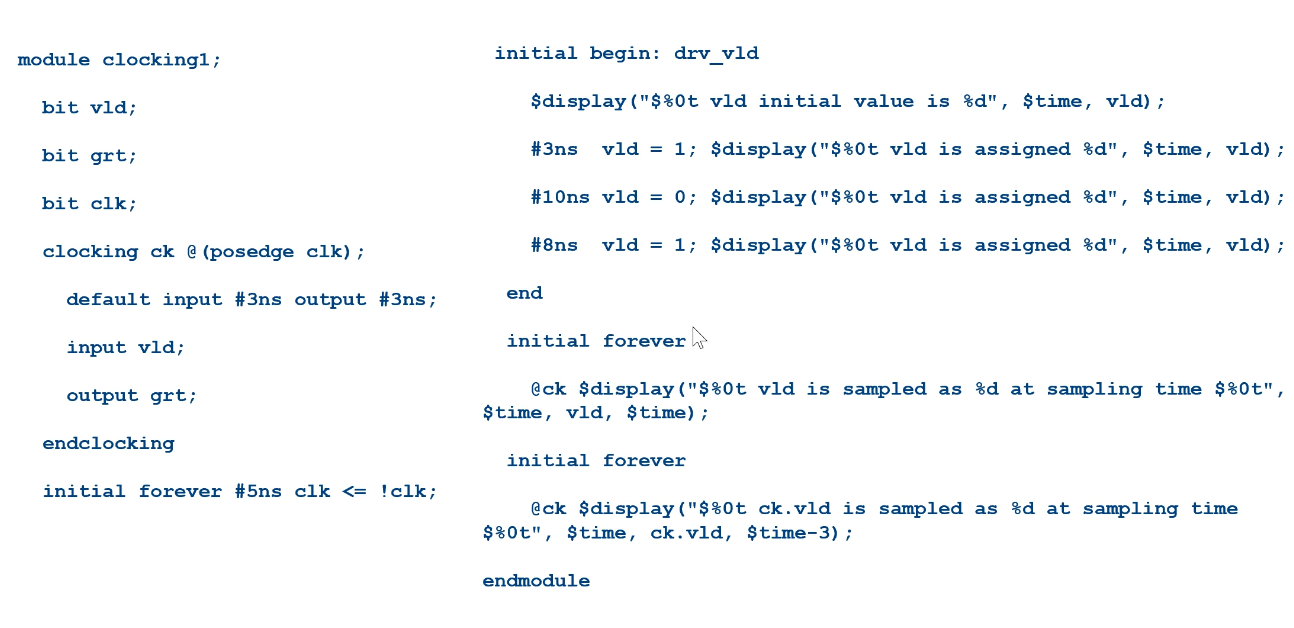 module clocking1;
bit vld;
bit grt;
bit clk;
clocking ck @(posedge clk);
default input #3ns output #3ns;
input vld;
output grt;
endclocking
initial forever #5ns clk <= !clk;
initial begin: drv_vld
$display("$%0t vld initial value is %d", $time, vld);
#3ns  vld = 1; $display("$%0t vld is assigned %d", $time, vld);
#10ns vld = 0; $display("$%0t vld is assigned %d", $time, vld);
#8ns  vld = 1; $display("$%0t vld is assigned %d", $time, vld);
end
initial forever
@ck $display("$%0t vld is sampled as %d at sampling time $%0t",
$time, vld, $time);
initial forever
@ck $display("$%0t ck.vld is sampled as %d at sampling time
$%0t", $time, ck.vld, $time-3);
endmodule